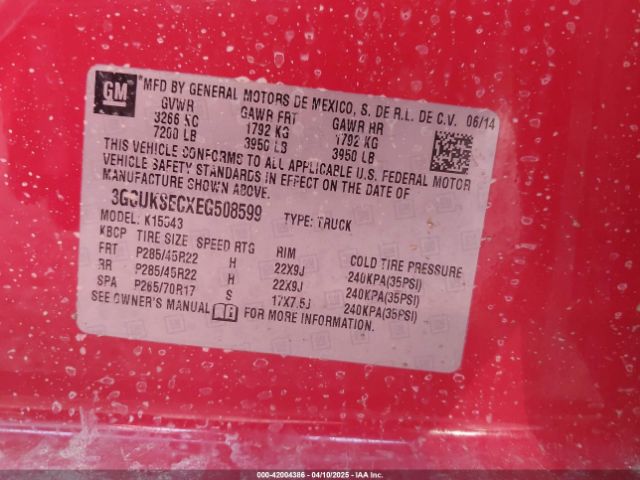 GM
*MFD BY GENERAL MOTORS DE MEXICO, S. DE R.L. DE C.V. 06/14
GVWR GAWR FRT GAWR RR
3266 KG 1792 KG 1792 KG
7200 LB 3950 LB 3950 LB
THIS VEHICLE CONFORMS TO ALL APPLICABLE U.S. FEDERAL MOTOR
VEHICLE SAFETY STANDARDS IN EFFECT ON THE DATE OF
MANUFACTURE SHOWN ABOVE.
3GCUKSECXEG508599 TYPE: TRUCK
MODEL: K15543
KBCP TIRE SIZE SPEED RTG RIM COLD TIRE PRESSURE
FRT P285/45R22 H 22X9J 240KPA(35PSI)
RR P285/45R22 H 22X9J 240KPA(35PSI)
SPA P265/70R17 S 17X7.5J 240KPA(35PSI)
SEE OWNER'S MANUAL FOR MORE INFORMATION.
000-42004386 - 04/10/2025 - IAAI.COM